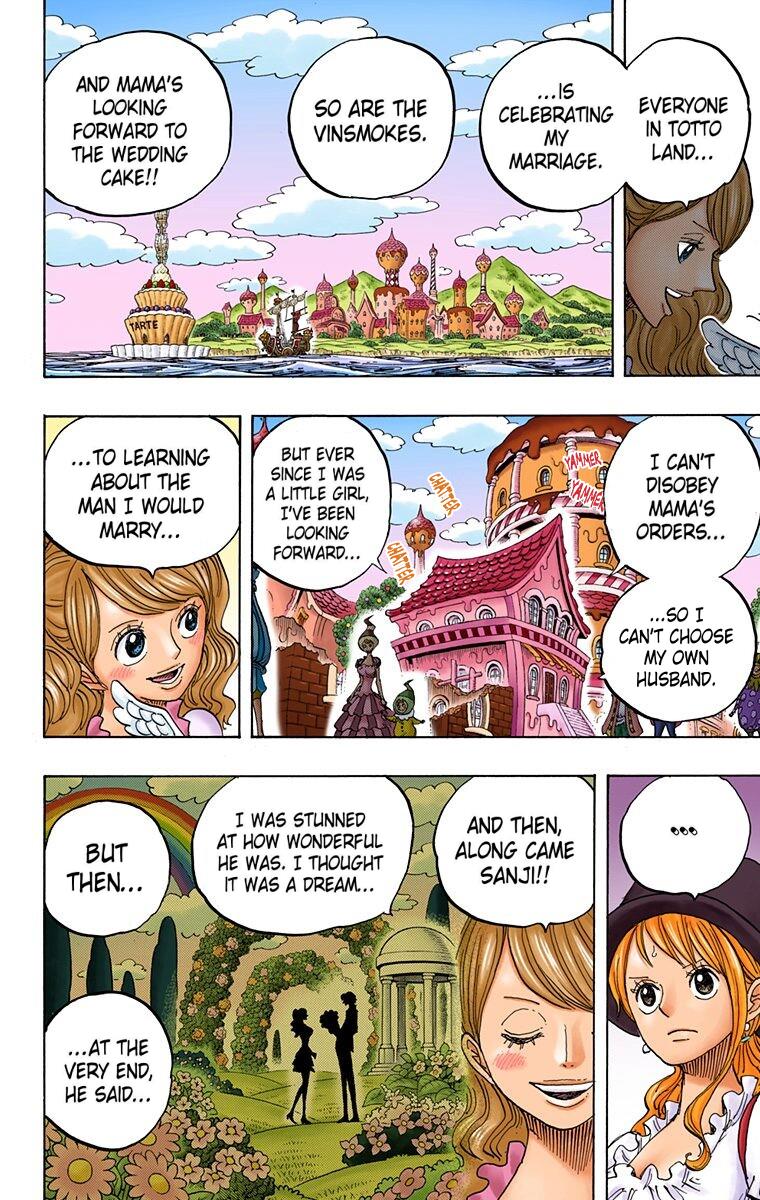 EVERYONE
IN TOTTO
LAND...
...IS
CELEBRATING
MY
MARRIAGE.
SO ARE THE
VINSMOKES.
AND MAMA'S
LOOKING
FORWARD TO
THE WEDDING
CAKE!!
TARTE
I CAN'T
DISOBEY
MAMA'S
ORDERS...
...SO I
CAN'T CHOOSE
MY OWN
HUSBAND.
YAMMER
YAMMER
CHATTER
CHATTER
BUT EVER
SINCE I WAS
A LITTLE GIRL,
I'VE BEEN
LOOKING
FORWARD...
...TO LEARNING
ABOUT THE
MAN I WOULD
MARRY...
...
AND THEN,
ALONG CAME
SANJI!!
I WAS STUNNED
AT HOW WONDERFUL
HE WAS. I THOUGHT
IT WAS A DREAM...
BUT
THEN...
...AT THE
VERY END,
HE SAID...